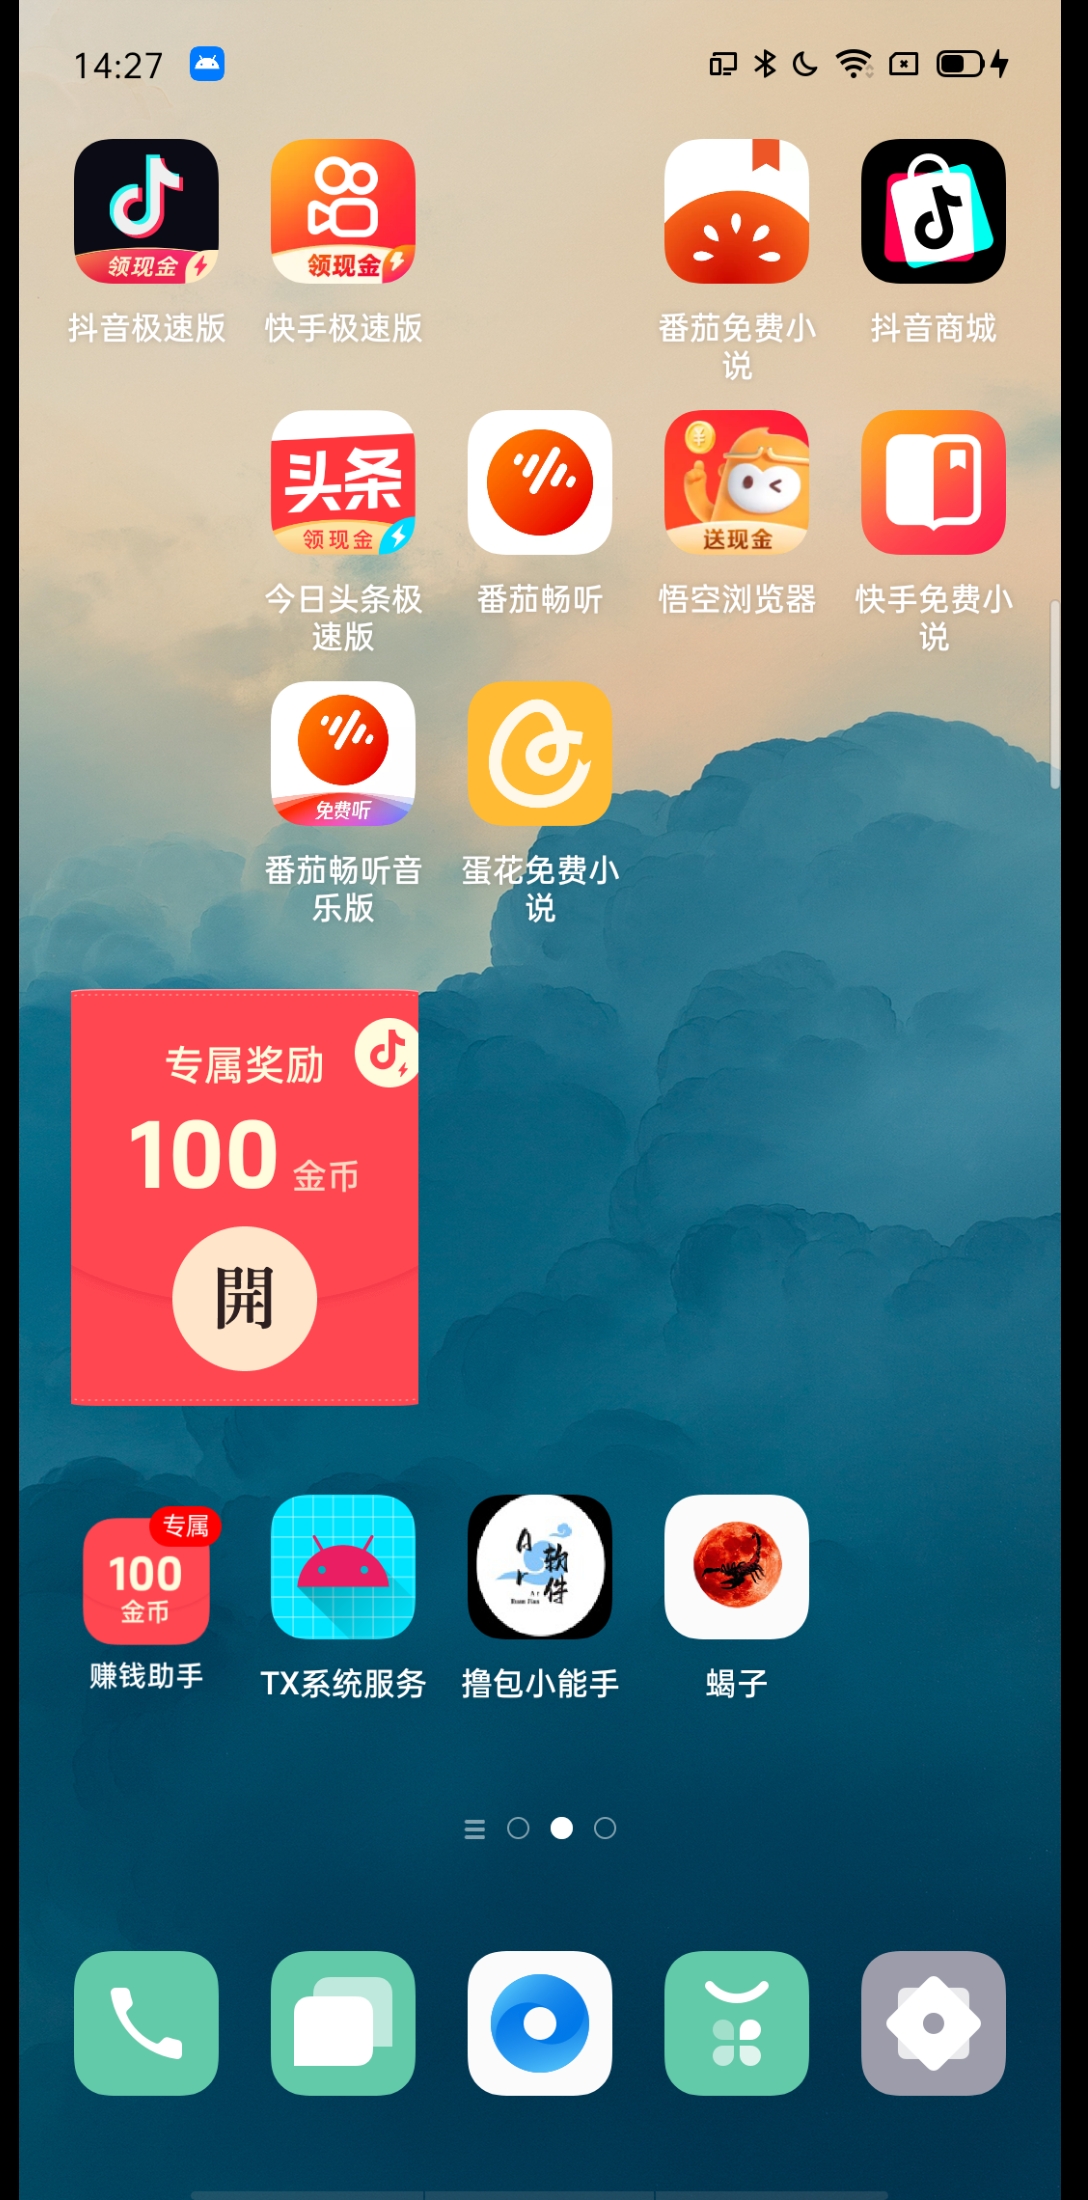 14:27
领现金
领现金
抖音极速版
快手极速版
番茄免费小
说
抖音商城
头条
领现金
送现金
今日头条极
速版
番茄畅听
悟空浏览器
快手免费小
说
免费听
番茄畅听音
乐版
蛋花免费小
说
专属奖励
100 金币
開
专属
100
金币
Ar
软件
赚钱助手
TX系统服务
撸包小能手
蝎子